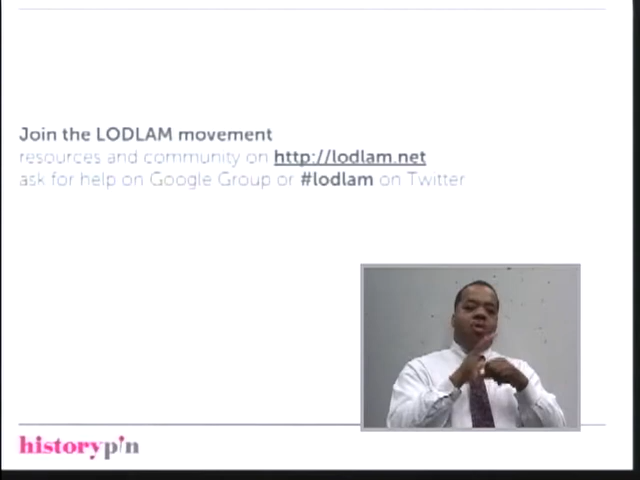 Join the LODLAM movement
resources and community on http://lodlam.net
ask for help on Google Group or #lodlam on Twitter
historypin